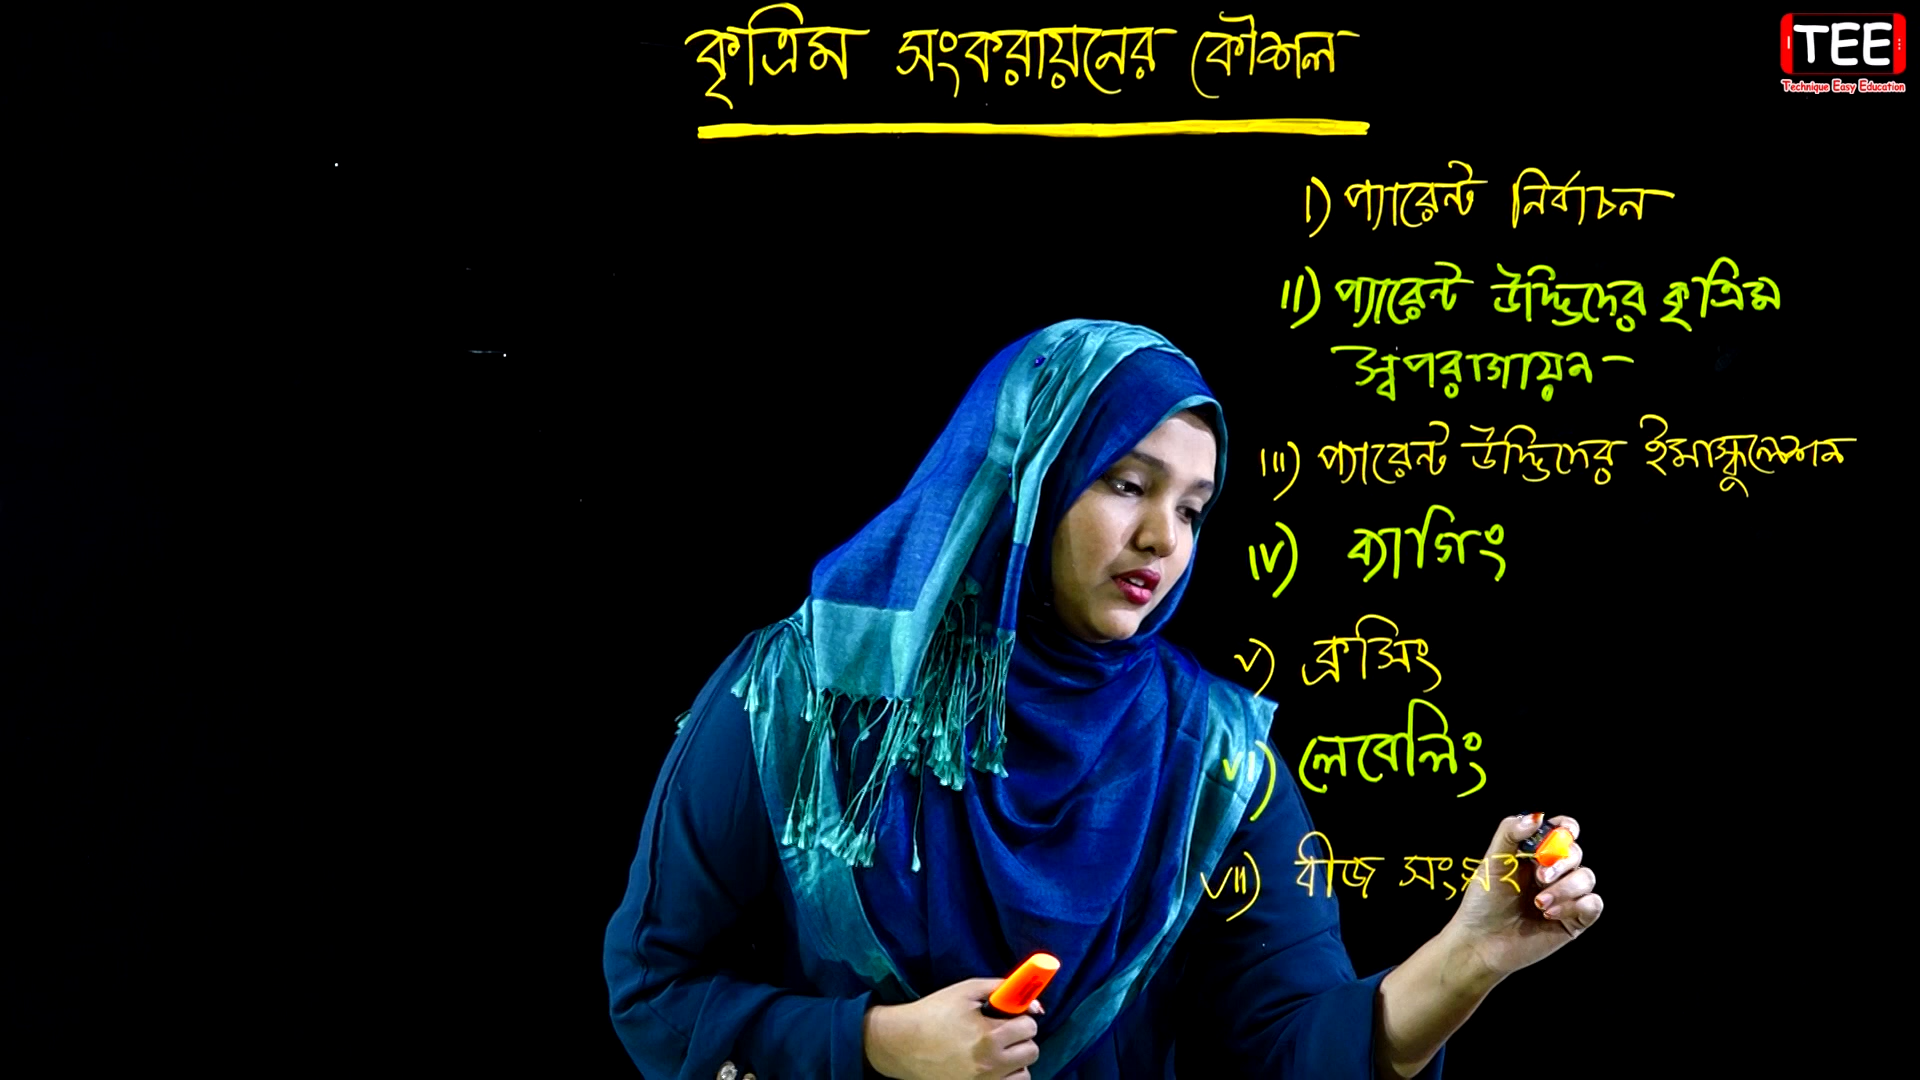 কৃত্রিম সংকরায়নের কৌশল
TEE
Technique Easy Education
i) প্যারেন্ট নির্বাচন
ii) প্যারেন্ট উদ্ভিদের কৃত্রিম
স্বপরাগায়ন
iii) প্যারেন্ট উদ্ভিদের ইমাস্কুলেশন
iv) ব্যাগিং
v) ক্রসিং
vi) লেবেলিং
vii) বীজ সংগ্রহ